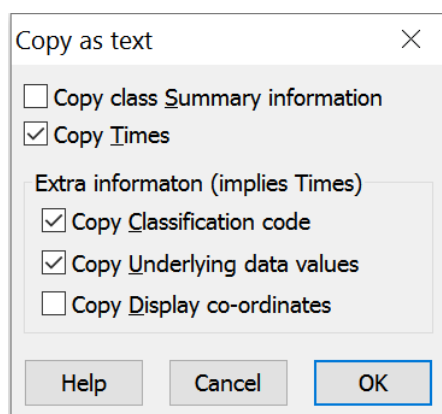 Copy as text
Copy class Summary information
Copy Times
Extra informaton (implies Times)
Copy Classification code
Copy Underlying data values
Copy Display co-ordinates
Help Cancel OK